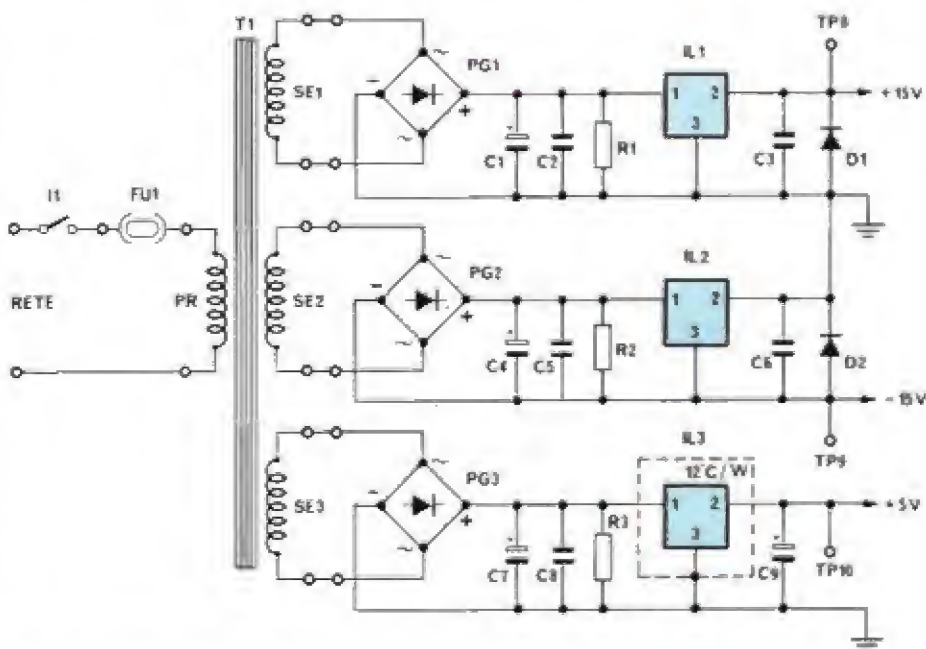 T1
TP8
SE1
~
PG1
IL1
-
+
~
1
2
3
+15V
C1
C2
R1
C3
D1
I1
FU1
RETE
PR
SE2
~
PG2
IL2
-
+
~
1
2
3
C4
C5
R2
C6
D2
-15V
TP9
IL3
12°C/W
SE3
~
PG3
-
+
~
1
2
3
+5V
C7
C8
R3
C9
TP10